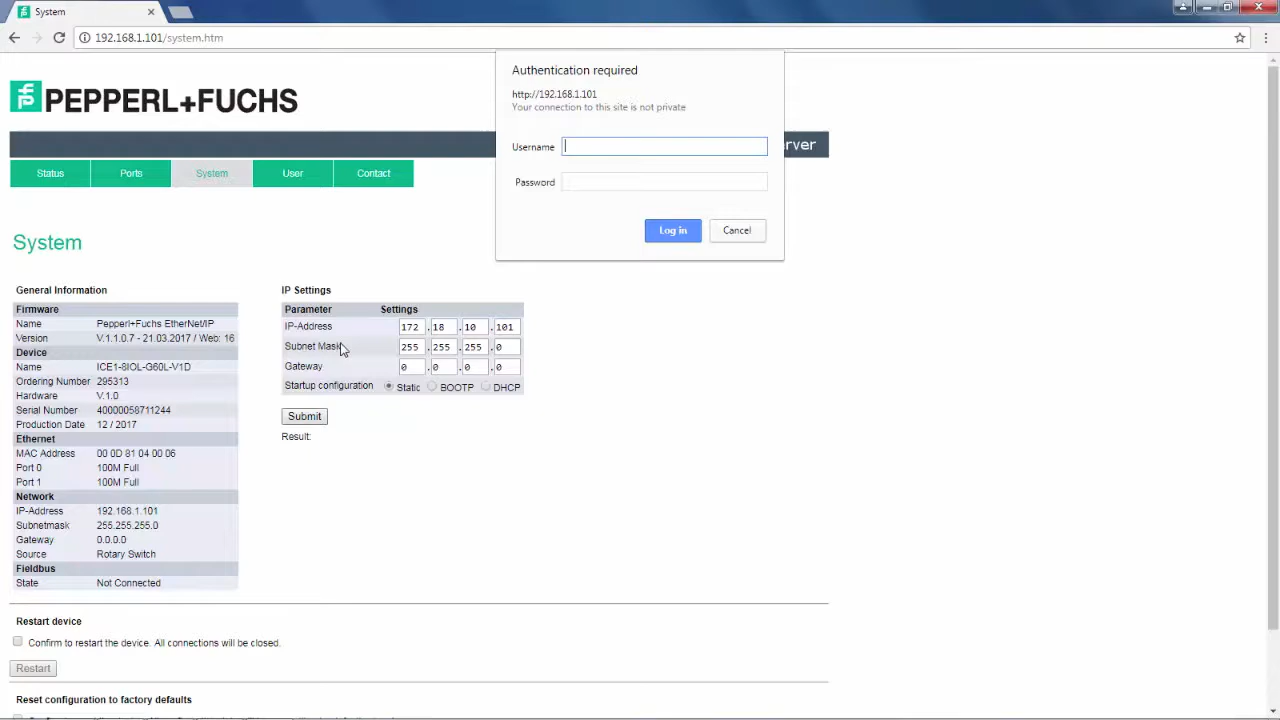 System
192.168.1.101/system.htm
Authentication required
http://192.168.1.101
Your connection to this site is not private
Username
Password
Log in
Cancel
PEPPERL+FUCHS
erver
Status
Ports
System
User
Contact
System
General Information
Firmware
Name Pepperl+Fuchs EtherNet/IP
Version V.1.1.0.7 - 21.03.2017 / Web: 16
Device
Name ICE1-8IOL-G60L-V1D
Ordering Number 295313
Hardware V.1.0
Serial Number 40000058711244
Production Date 12 / 2017
Ethernet
MAC Address 00 0D 81 04 00 06
Port 0 100M Full
Port 1 100M Full
Network
IP-Address 192.168.1.101
Subnetmask 255.255.255.0
Gateway 0.0.0.0
Source Rotary Switch
Fieldbus
State Not Connected
IP Settings
Parameter Settings
IP-Address 172 . 18 . 10 . 101
Subnet Mask 255 . 255 . 255 . 0
Gateway 0 . 0 . 0 . 0
Startup configuration Static BOOTP DHCP
Submit
Result:
Restart device
Confirm to restart the device. All connections will be closed.
Restart
Reset configuration to factory defaults